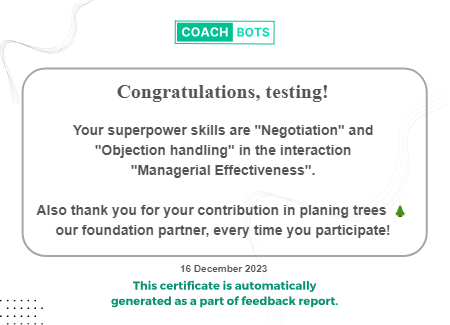 COACH BOTS
Congratulations, testing!
Your superpower skills are "Negotiation" and
"Objection handling" in the interaction
"Managerial Effectiveness".
Also thank you for your contribution in planing trees 🌲
our foundation partner, every time you participate!
16 December 2023
This certificate is automatically
generated as a part of feedback report.